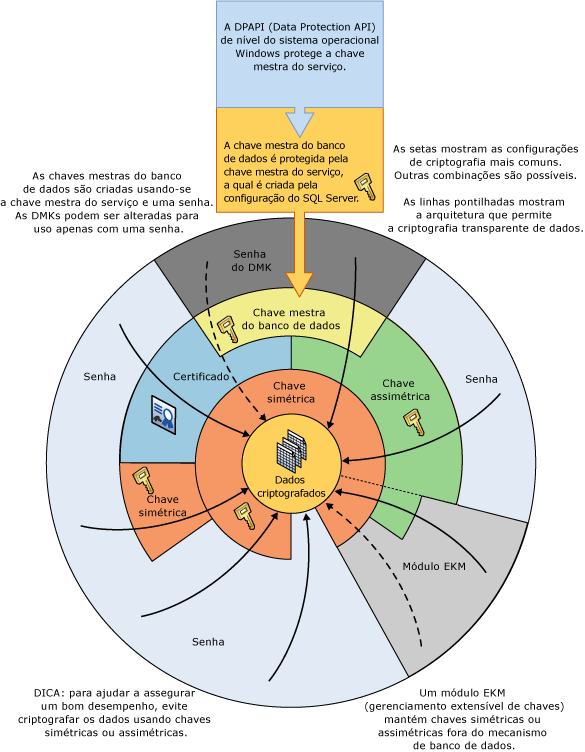 A DPAPI (Data Protection API)
de nível do sistema operacional
Windows protege a chave
mestra do serviço.
A chave mestra do banco
de dados é protegida pela
chave mestra do serviço,
a qual é criada pela
configuração do SQL Server.
As chaves mestras do banco
de dados são criadas usando-se
a chave mestra do serviço e uma senha.
As DMKs podem ser alteradas para
uso apenas com uma senha.
As setas mostram as configurações
de criptografia mais comuns.
Outras combinações são possíveis.
As linhas pontilhadas mostram
a arquitetura que permite
a criptografia transparente de dados.
Senha
do DMK
Chave mestra
do banco de dados
Senha
Certificado
Chave
simétrica
Chave
assimétrica
Senha
Dados
criptografados
Chave
simétrica
Módulo EKM
Senha
DICA: para ajudar a assegurar
um bom desempenho, evite
criptografar os dados usando chaves
simétricas ou assimétricas.
Um módulo EKM
(gerenciamento extensível de chaves)
mantém chaves simétricas ou
assimétricas fora do mecanismo
de banco de dados.